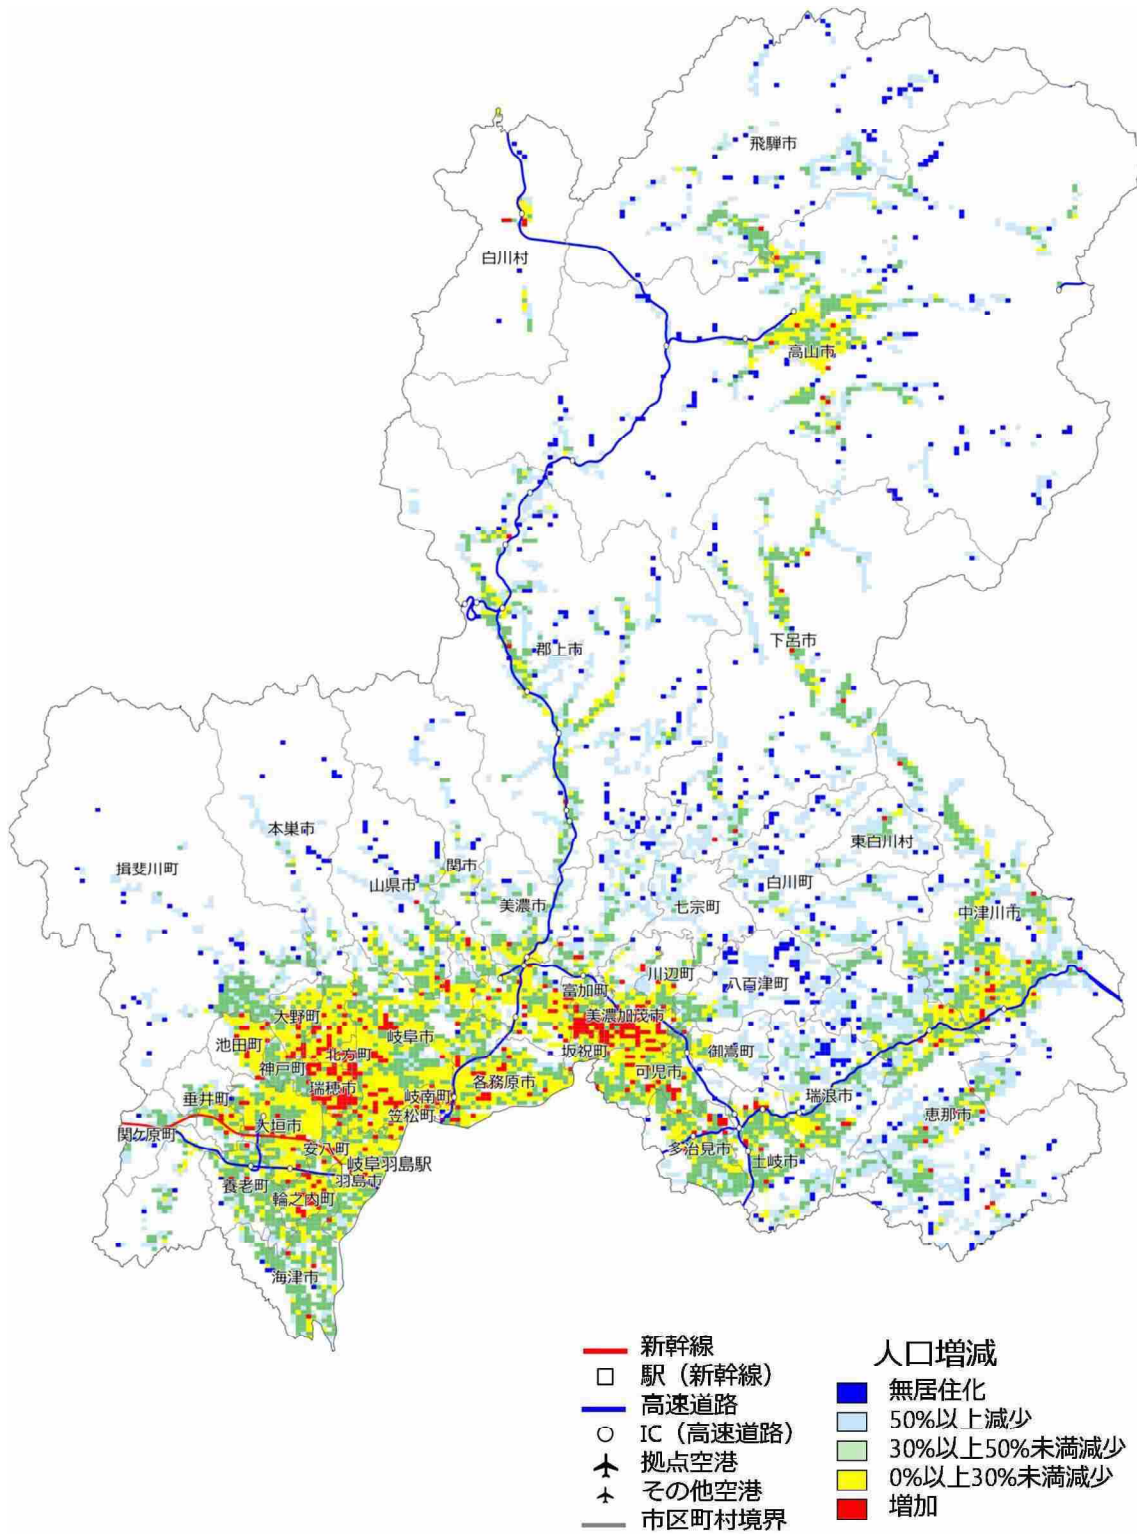 飛騨市
白川村
高山市
郡上市
下呂市
本巣市
東白川村
揖斐川町
関市
山県市
白川町
美濃市
七宗町
中津川市
川辺町
八百津町
富加町
大野町
美濃加茂市
岐阜市
池田町
北方町
坂祝町
御嵩町
神戸町
可児市
各務原市
瑞穂市
岐南町
瑞浪市
垂井町
笠松町
恵那市
大垣市
関ケ原町
安八町
多治見市
岐阜羽島駅
土岐市
羽島市
養老町
輪之内町
海津市
新幹線
駅（新幹線）
高速道路
IC（高速道路）
拠点空港
その他空港
市区町村境界
人口増減
無居住化
50%以上減少
30%以上50%未満減少
0%以上30%未満減少
増加